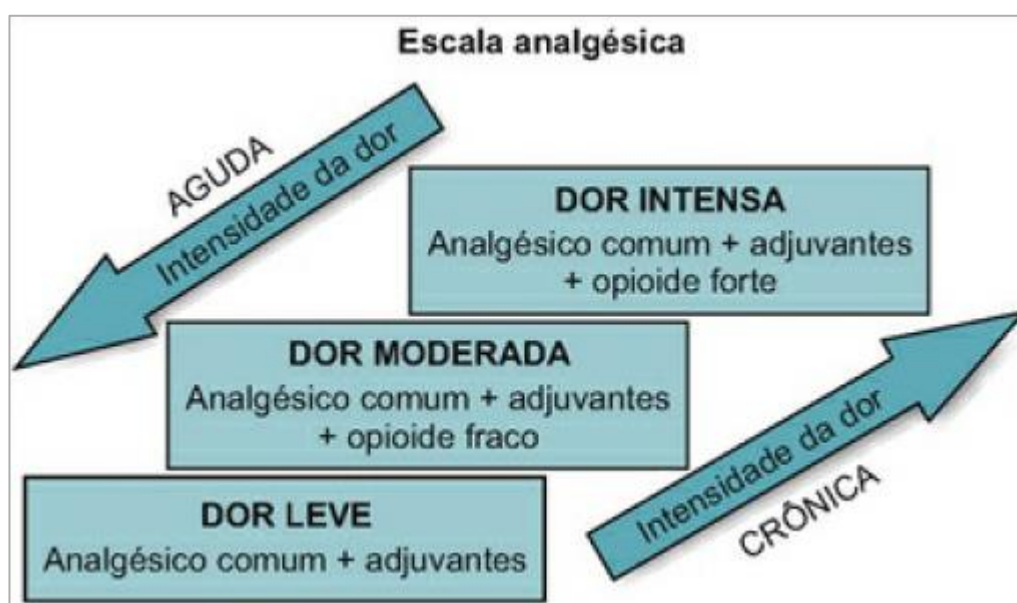 Escala analgésica
AGUDA
Intensidade da dor
DOR INTENSA
Analgésico comum + adjuvantes
+ opioide forte
DOR MODERADA
Analgésico comum + adjuvantes
+ opioide fraco
DOR LEVE
Analgésico comum + adjuvantes
Intensidade da dor
CRÔNICA